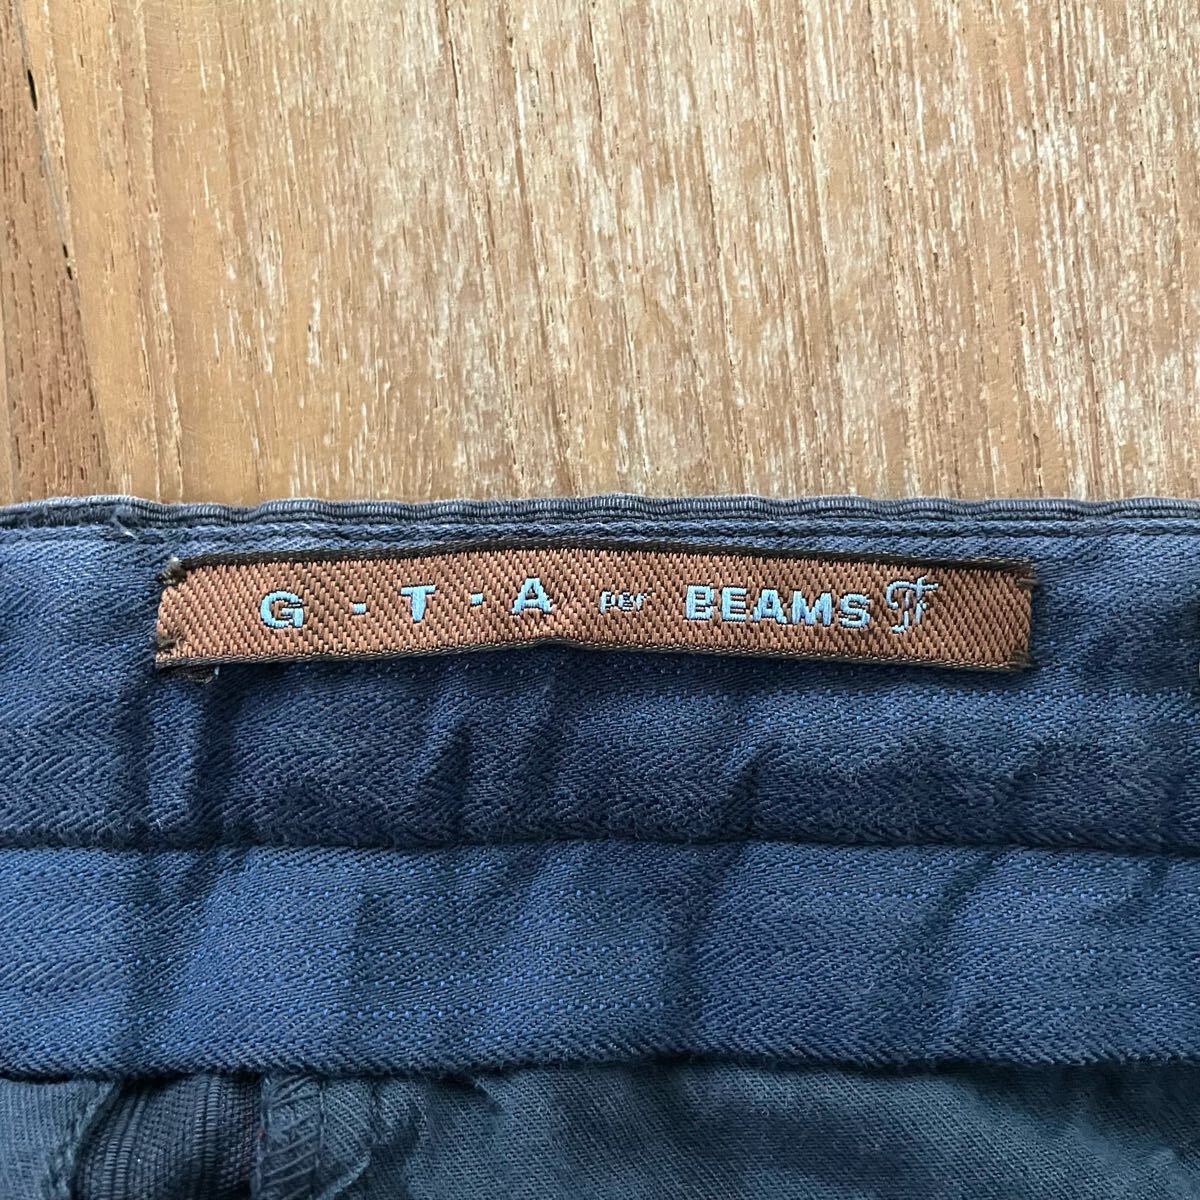 G - T - A per BEAMS F